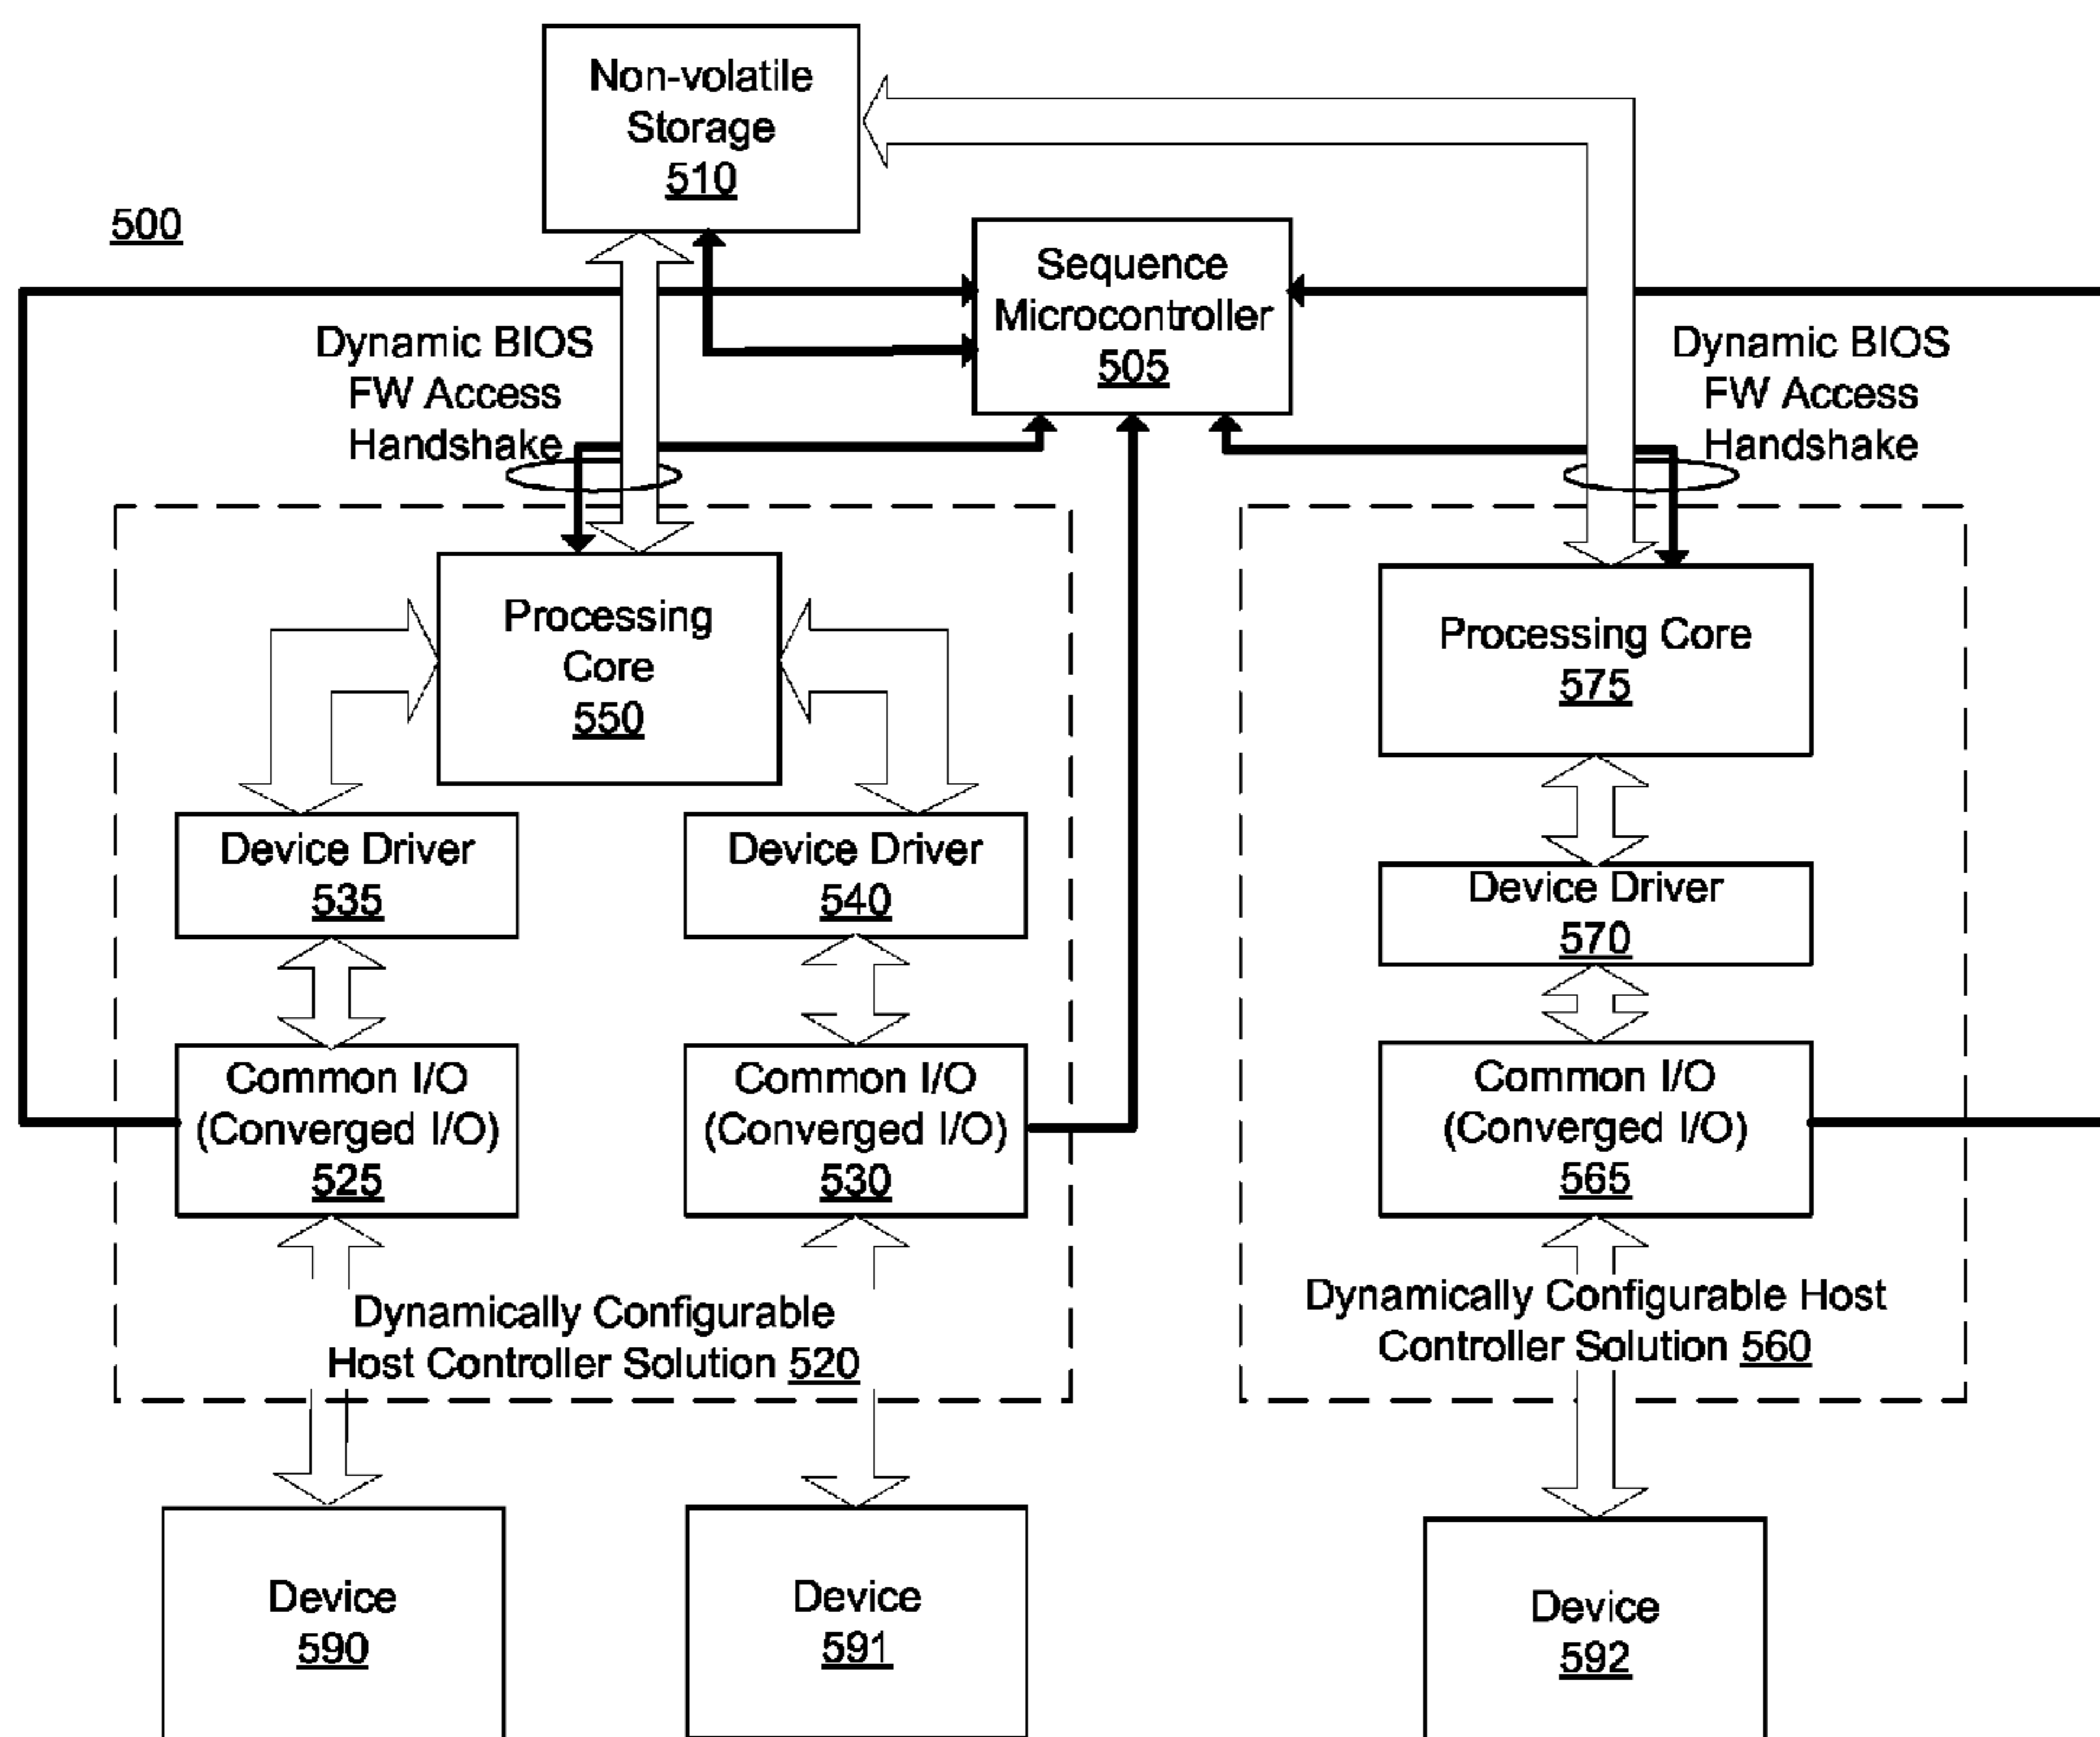 Non-volatile
Storage
510
500
Sequence
Microcontroller
505
Dynamic BIOS
FW Access
Handshake
Dynamic BIOS
FW Access
Handshake
Processing
Core
550
Processing Core
575
Device Driver
535
Device Driver
540
Device Driver
570
Common I/O
(Converged I/O)
525
Common I/O
(Converged I/O)
530
Common I/O
(Converged I/O)
565
Dynamically Configurable
Host Controller Solution 520
Dynamically Configurable Host
Controller Solution 560
Device
590
Device
591
Device
592